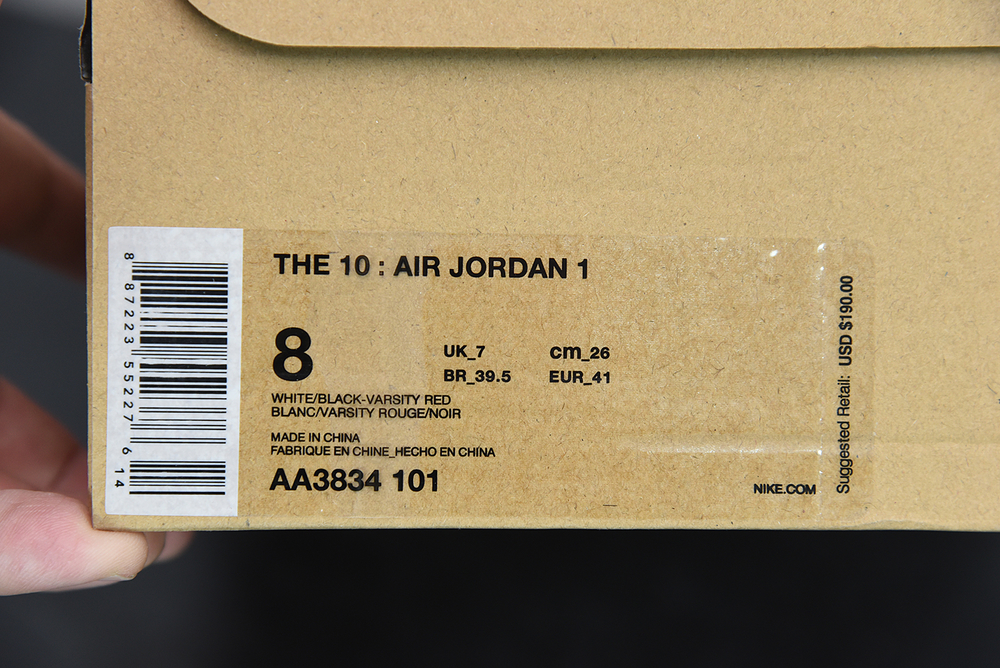 THE 10 : AIR JORDAN 1
8
UK_7 cm_26
BR_39.5 EUR_41
WHITE/BLACK-VARSITY RED
BLANC/VARSITY ROUGE/NOIR
MADE IN CHINA
FABRIQUE EN CHINE_HECHO EN CHINA
AA3834 101
NIKE.COM
Suggested Retail: USD $190.00
8 87223 55227 6 14